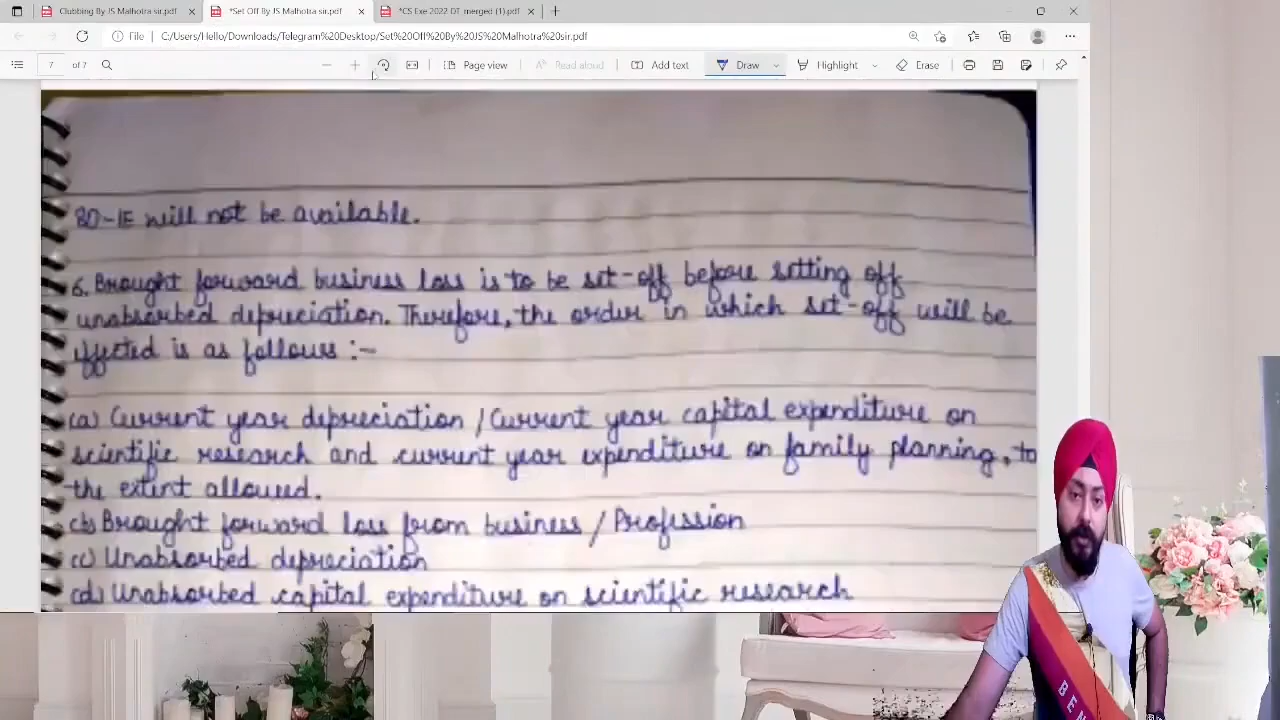 Clubbing By JS Malhotra sir.pdf
*Set Off By JS Malhotra sir.pdf
*CS Exe 2022 DT_merged (1).pdf
File
C:/Users/Hello/Downloads/Telegram%20Desktop/Set%20Off%20By%20JS%20Malhotra%20sir.pdf
7 of 7
Page view
Read aloud
Add text
Draw
Highlight
Erase
80-IE will not be available.
6. Brought forward business loss is to be set-off before setting off
unabsorbed depreciation. Therefore, the order in which set-off will be
effected is as follows :-
(a) Current year depreciation / Current year capital expenditure on
scientific research and current year expenditure on family planning, to
the extent allowed.
(b) Brought forward loss from business / Profession
(c) Unabsorbed depreciation
(d) Unabsorbed capital expenditure on scientific research
BEN